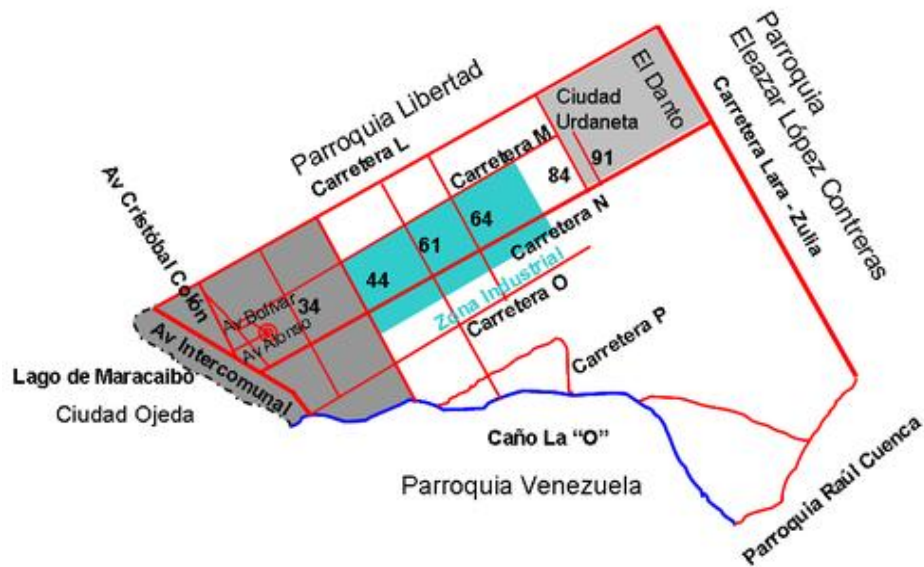 Parroquia
Eleazar López Contreras
Parroquia Libertad
Carretera L
Carretera M
Ciudad
Urdaneta
El Danto
Carretera Lara - Zulia
91
84
64
61
44
34
Carretera N
Zona Industrial
Carretera O
Carretera P
Av Cristóbal Colón
Av Bolívar
Av Alonso
Av Intercomunal
Lago de Maracaibo
Ciudad Ojeda
Caño La “O”
Parroquia Venezuela
Parroquia Raúl Cuenca